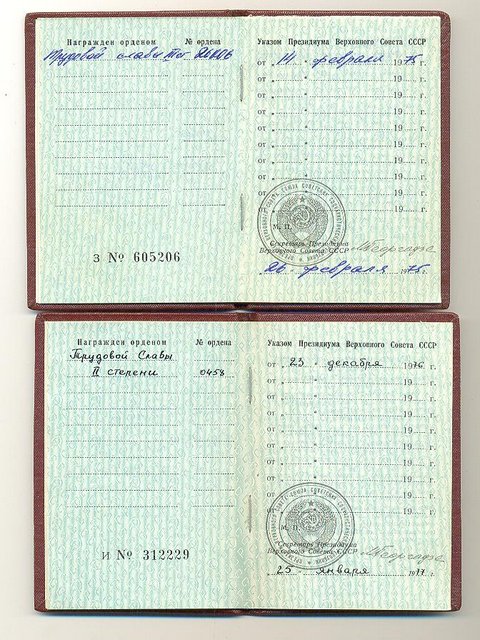 Награжден орденом № ордена
Трудовой славы
Указом Президиума Верховного Совета СССР
от " 14 " февраля 1975 г.
от " " 19 г.
от " " 19 г.
от " " 19 г.
от " " 19 г.
от " " 19 г.
от " " 19 г.
от " " 19 г.
от " " 19 г.
М. П.
Секретарь Президиума
Верховного Совета СССР
26 февраля 1975 г.
З № 605206
Награжден орденом № ордена
Трудовой Славы
II степени 0458
Указом Президиума Верховного Совета СССР
от " 23 " декабря 1976 г.
от " " 19 г.
от " " 19 г.
от " " 19 г.
от " " 19 г.
от " " 19 г.
от " " 19 г.
от " " 19 г.
М. П.
Секретарь Президиума
Верховного Совета СССР
25 января 1977 г.
И № 312229